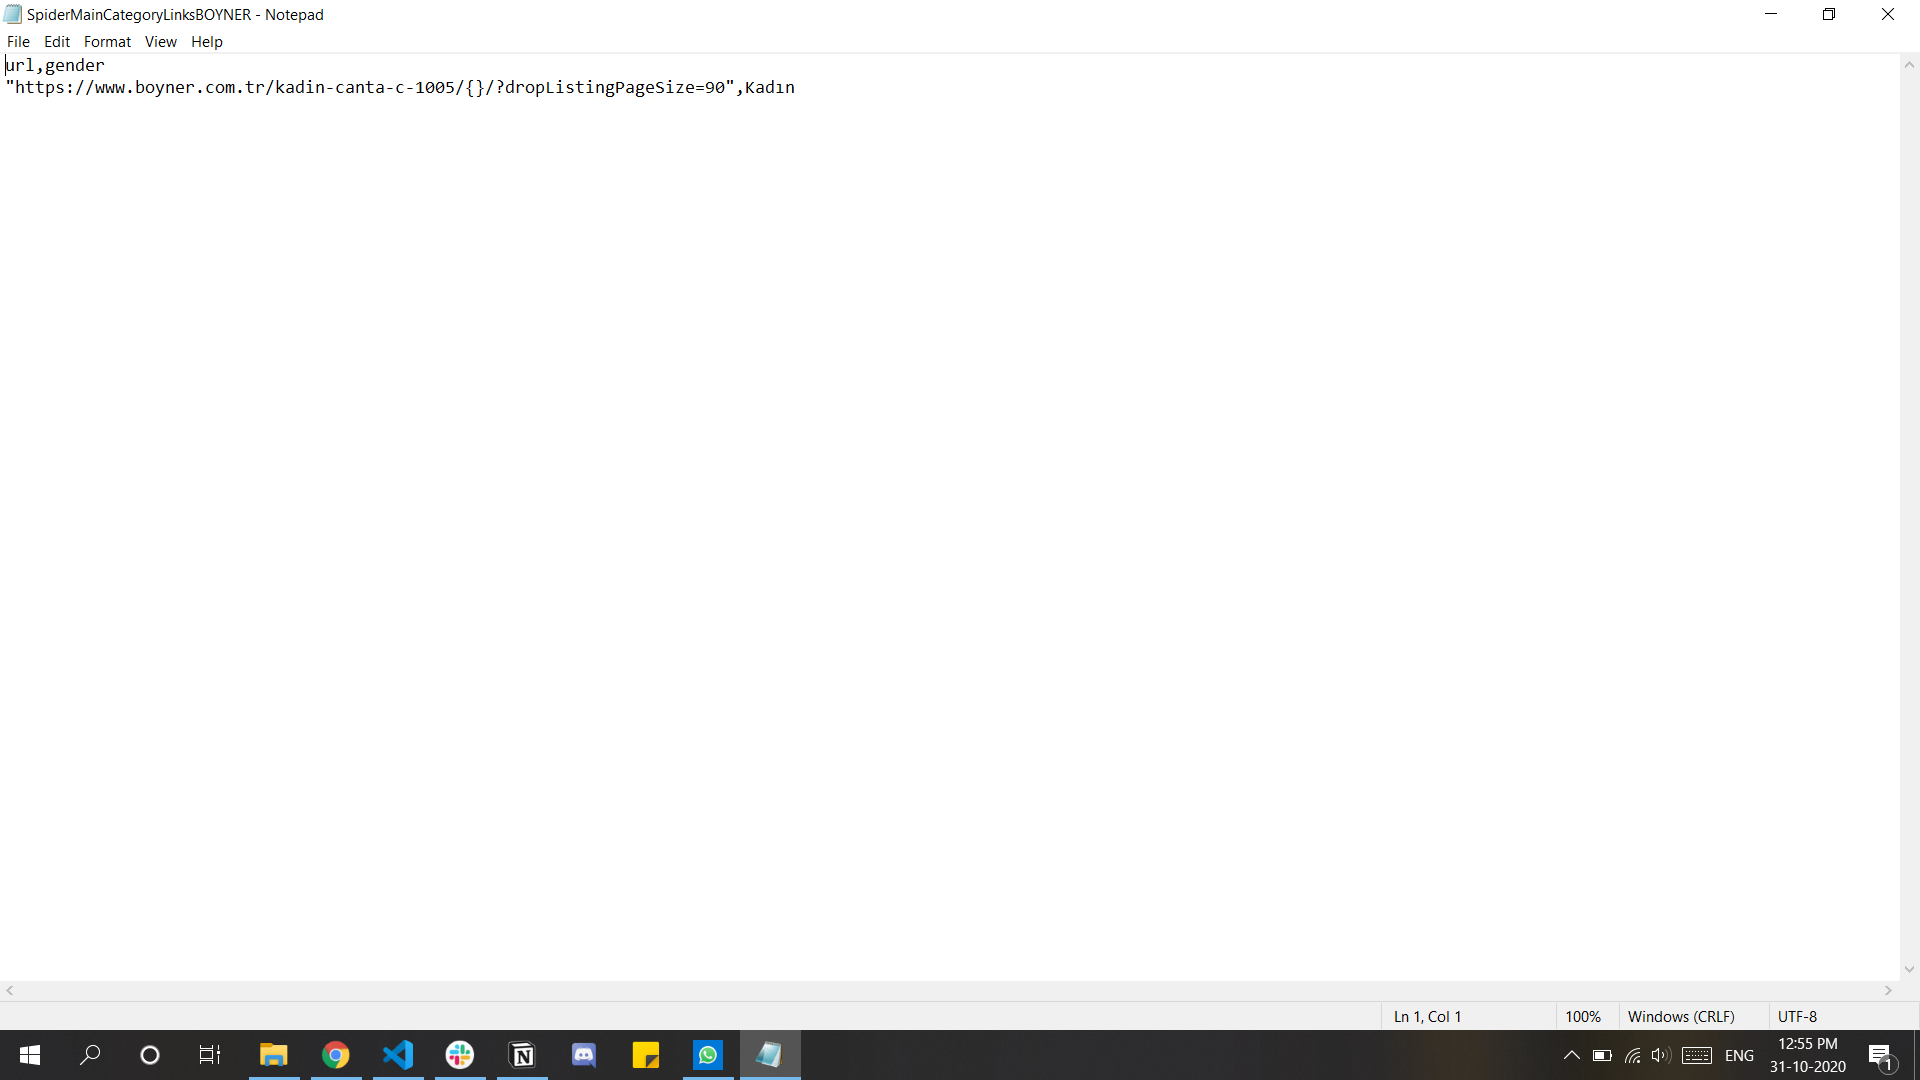 SpiderMainCategoryLinksBOYNER - Notepad
File Edit Format View Help
url,gender
"https://www.boyner.com.tr/kadin-canta-c-1005/{}/?dropListingPageSize=90",Kadın
Ln 1, Col 1 100% Windows (CRLF) UTF-8
ENG
12:55 PM
31-10-2020
1